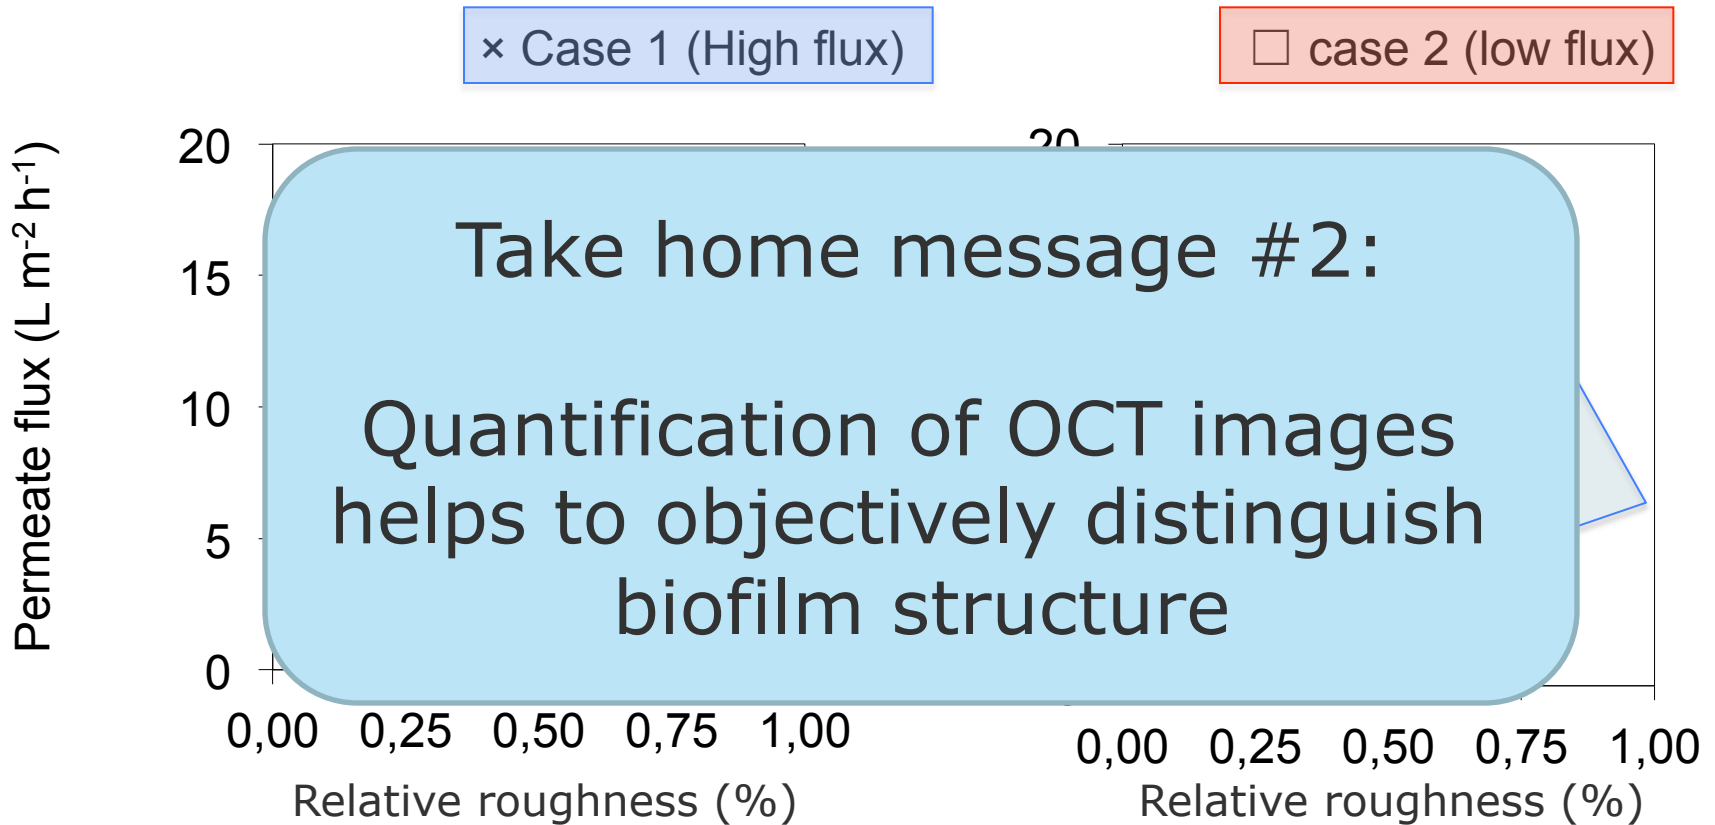 × Case 1 (High flux)
□ case 2 (low flux)
Permeate flux (L m-2 h-1)
20
15
10
5
0
20
Take home message #2:
Quantification of OCT images
helps to objectively distinguish
biofilm structure
0,00 0,25 0,50 0,75 1,00
Relative roughness (%)
0,00 0,25 0,50 0,75 1,00
Relative roughness (%)